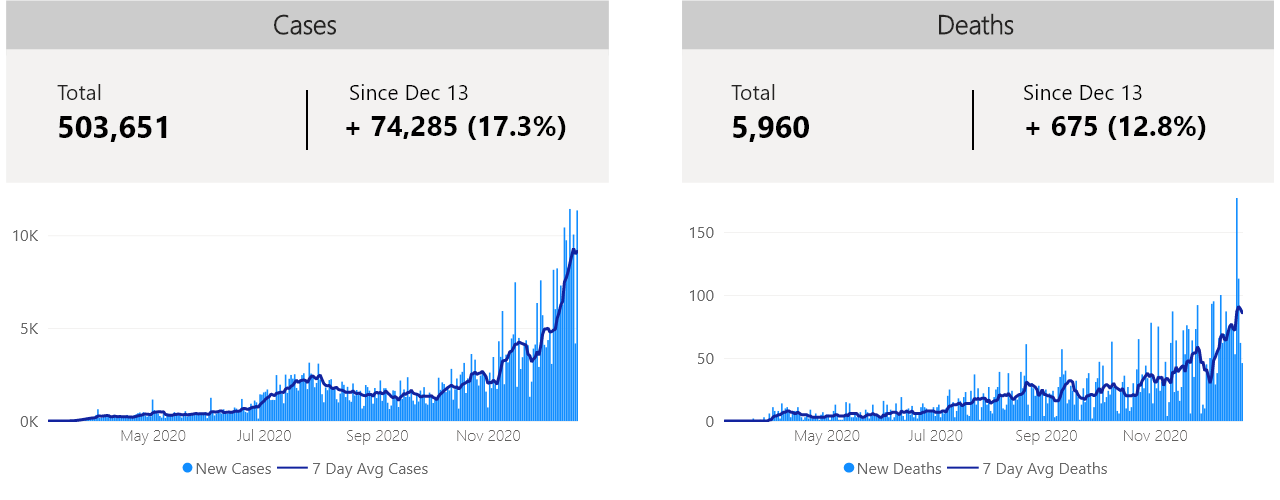 Cases
Total
503,651
Since Dec 13
+ 74,285 (17.3%)
10K
5K
0K
May 2020 Jul 2020 Sep 2020 Nov 2020
New Cases 7 Day Avg Cases
Deaths
Total
5,960
Since Dec 13
+ 675 (12.8%)
150
100
50
0
May 2020 Jul 2020 Sep 2020 Nov 2020
New Deaths 7 Day Avg Deaths